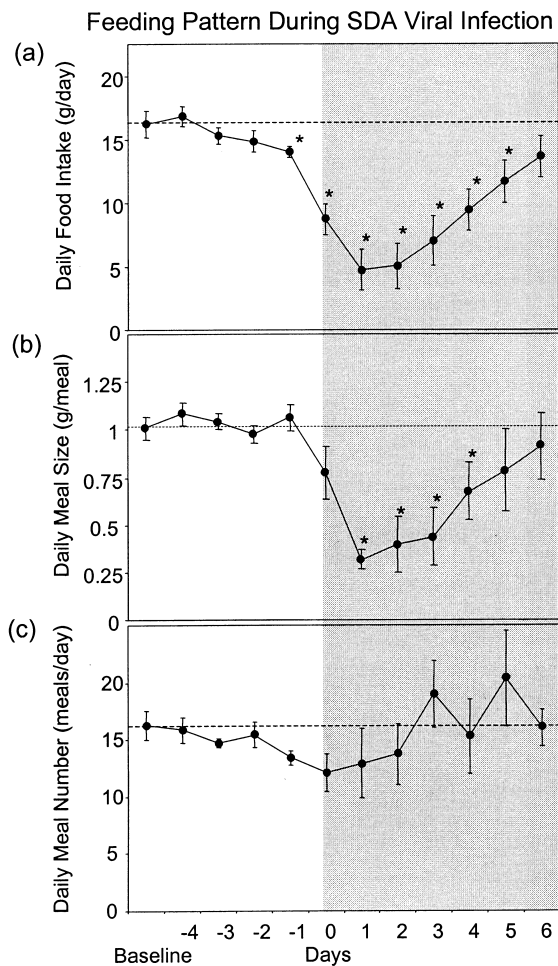 Feeding Pattern During SDA Viral Infection
(a)
Daily Food Intake (g/day)
20
15
10
5
0
* * * * * * *
(b)
Daily Meal Size (g/meal)
1.25
1
0.75
0.5
0.25
0
* * * *
(c)
Daily Meal Number (meals/day)
20
15
10
5
0
-4 -3 -2 -1 0 1 2 3 4 5 6
Baseline Days